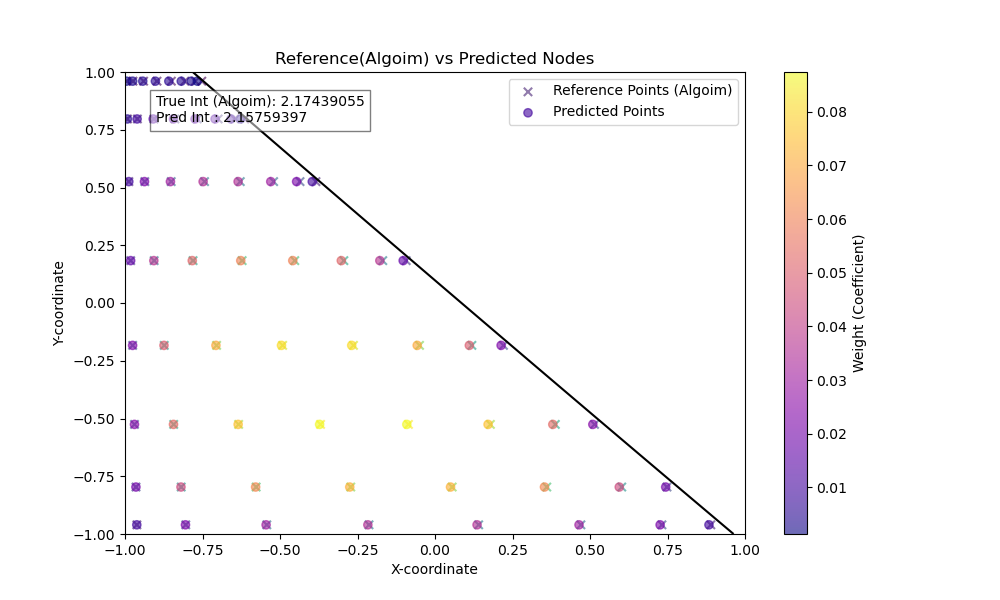 Reference(Algoim) vs Predicted Nodes
True Int (Algoim): 2.17439055
Pred Int : 2.15759397
Reference Points (Algoim)
Predicted Points
Y-coordinate
1.00
0.75
0.50
0.25
0.00
−0.25
−0.50
−0.75
−1.00
−1.00 −0.75 −0.50 −0.25 0.00 0.25 0.50 0.75 1.00
X-coordinate
0.08
0.07
0.06
0.05
0.04
0.03
0.02
0.01
Weight (Coefficient)